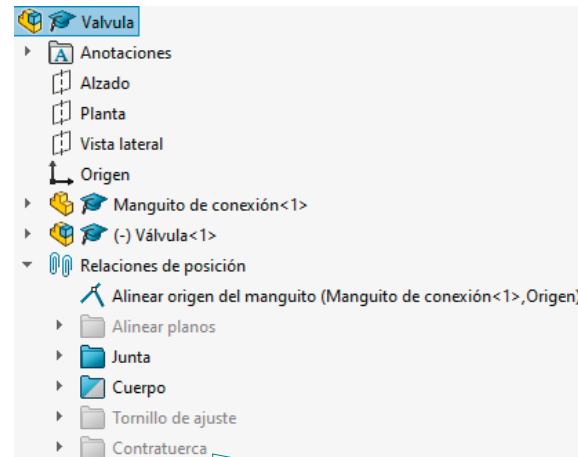 Valvula
A Anotaciones
Alzado
Planta
Vista lateral
Origen
Manguito de conexión<1>
(-) Válvula<1>
Relaciones de posición
Alinear origen del manguito (Manguito de conexión<1>,Origen)
Alinear planos
Junta
Cuerpo
Tornillo de ajuste
Contratuerca